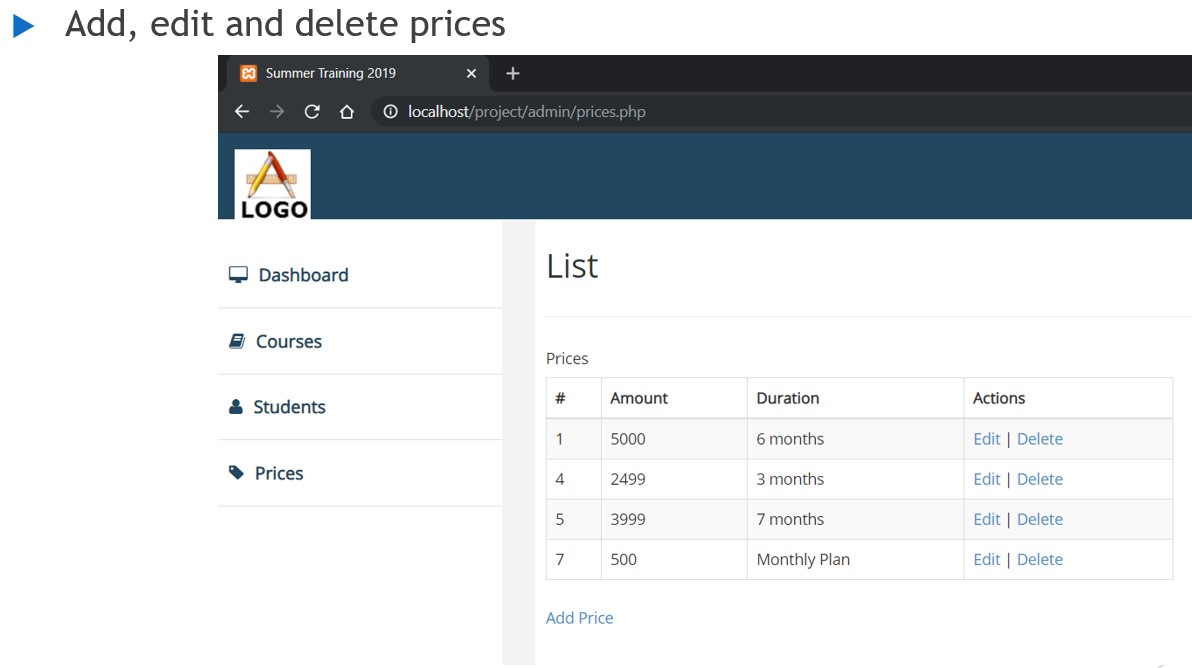 Add, edit and delete prices
Summer Training 2019
localhost/project/admin/prices.php
LOGO
Dashboard
Courses
Students
Prices
List
Prices
# Amount Duration Actions
1 5000 6 months Edit | Delete
4 2499 3 months Edit | Delete
5 3999 7 months Edit | Delete
7 500 Monthly Plan Edit | Delete
Add Price